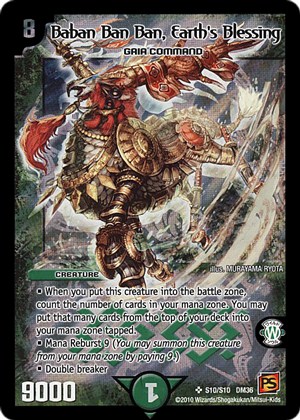 8 Baban Ban Ban, Earth's Blessing
GAIA COMMAND
illus. MURAYAMA RYOTA
CREATURE
• When you put this creature into the battle zone,
count the number of cards in your mana zone. You may
put that many cards from the top of your deck into
your mana zone tapped.
• Mana Reburst 9 (You may summon this creature
from your mana zone by paying 9.)
• Double breaker
W
9000
1
S10/S10 DM36
©2010 Wizards/Shogakukan/Mitsui-Kids
PS